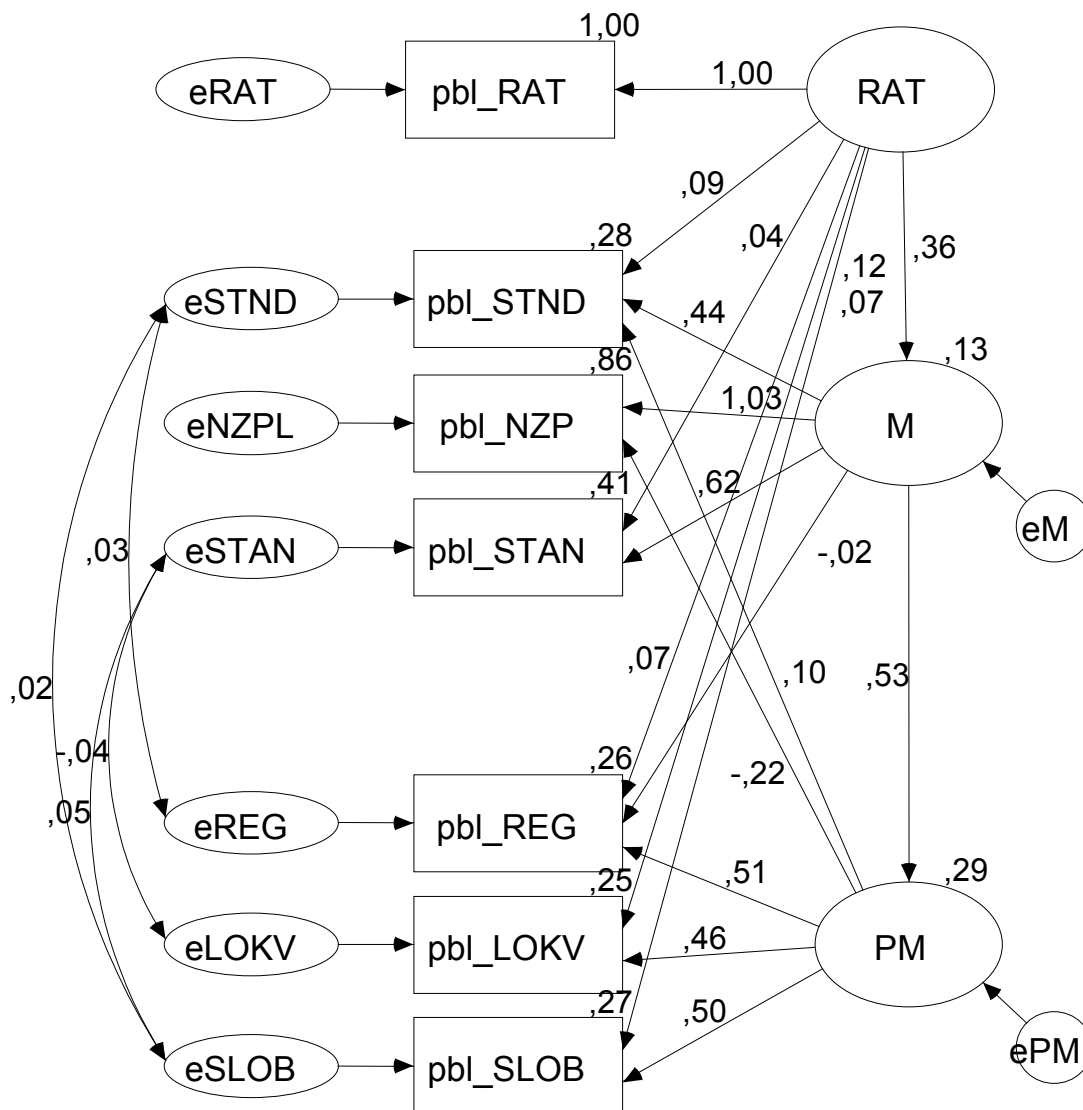 1,00
eRAT
pbl_RAT
1,00
RAT
,09
,04
,12
,07
,36
,28
eSTND
pbl_STND
,44
,13
,86
eNZPL
pbl_NZP
1,03
M
,41
eSTAN
pbl_STAN
,62
-,02
eM
,03
,02
-,04
,05
,07
,10
,53
-,22
,26
eREG
pbl_REG
,51
,29
,25
eLOKV
pbl_LOKV
,46
PM
,27
eSLOB
pbl_SLOB
,50
ePM